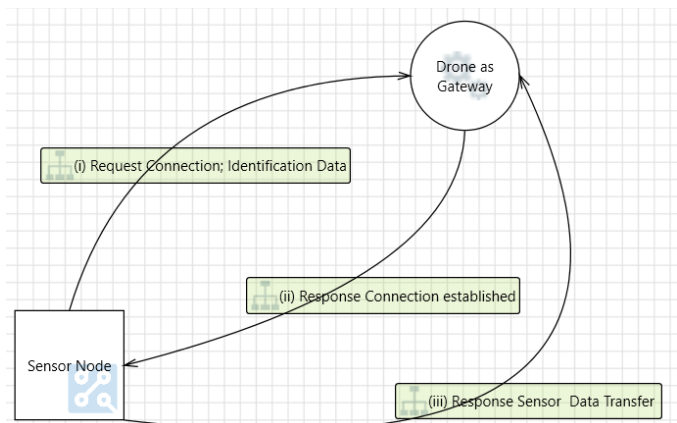 Drone as
Gateway
(i) Request Connection; Identification Data
(ii) Response Connection established
Sensor Node
(iii) Response Sensor  Data Transfer